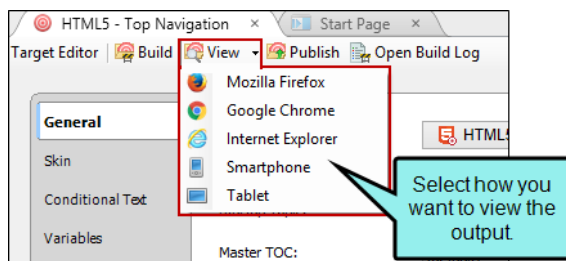 HTML5 - Top Navigation × Start Page ×
Target Editor Build View Publish Open Build Log
Mozilla Firefox
Google Chrome
Internet Explorer
Smartphone
Tablet
General
Skin
Conditional Text
Variables
HTML5
Master TOC:
Select how you
want to view the
output.